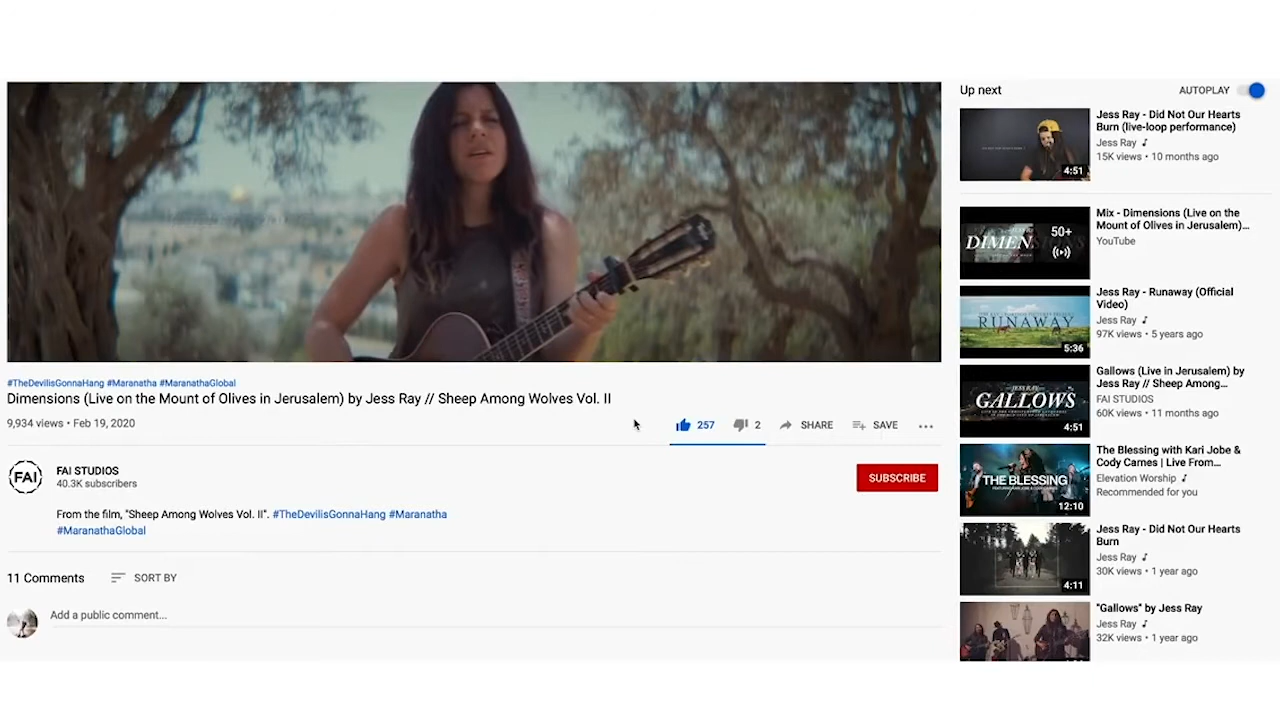 #TheDevilisGonnaHang #Maranatha #MaranathaGlobal
Dimensions (Live on the Mount of Olives in Jerusalem) by Jess Ray // Sheep Among Wolves Vol. II
9,934 views • Feb 19, 2020
257
2
SHARE
SAVE
FAI
FAI STUDIOS
40.3K subscribers
SUBSCRIBE
From the film, "Sheep Among Wolves Vol. II". #TheDevilisGonnaHang #Maranatha
#MaranathaGlobal
11 Comments
SORT BY
Add a public comment...
Up next
AUTOPLAY
4:51
Jess Ray - Did Not Our Hearts
Burn (live-loop performance)
Jess Ray
15K views • 10 months ago
50+
Mix - Dimensions (Live on the
Mount of Olives in Jerusalem)...
YouTube
RUNAWAY
5:36
Jess Ray - Runaway (Official
Video)
Jess Ray
97K views • 5 years ago
JESS RAY
GALLOWS
4:51
Gallows (Live in Jerusalem) by
Jess Ray // Sheep Among...
FAI STUDIOS
60K views • 11 months ago
THE BLESSING
12:10
The Blessing with Kari Jobe &
Cody Carnes | Live From...
Elevation Worship
Recommended for you
4:11
Jess Ray - Did Not Our Hearts
Burn
Jess Ray
30K views • 1 year ago
"Gallows" by Jess Ray
Jess Ray
32K views • 1 year ago